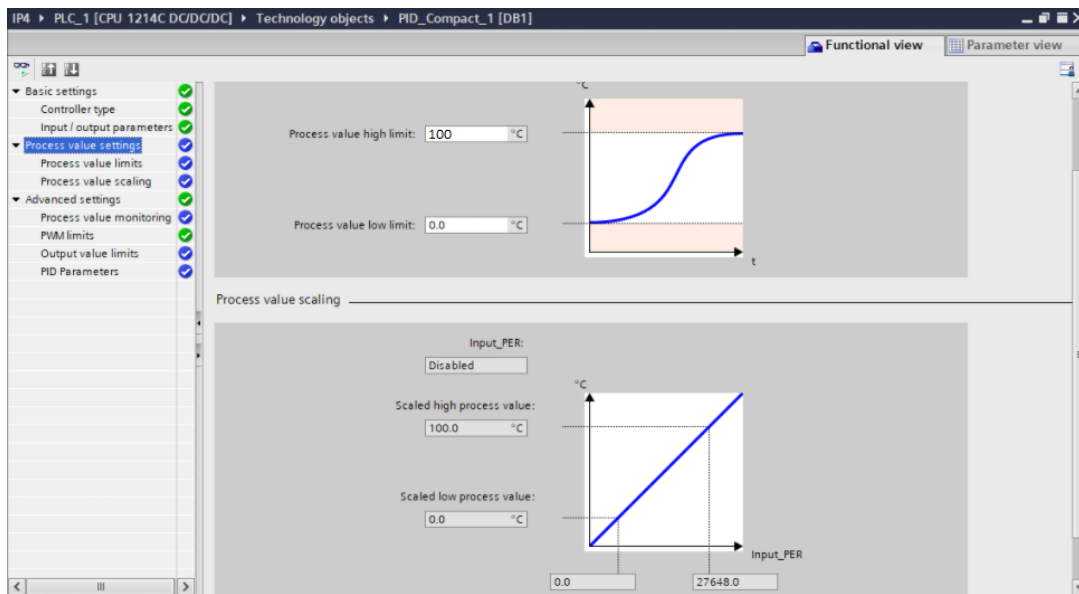 IP4 ▸ PLC_1 [CPU 1214C DC/DC/DC] ▸ Technology objects ▸ PID_Compact_1 [DB1]
Functional view
Parameter view
Basic settings
Controller type
Input / output parameters
Process value settings
Process value limits
Process value scaling
Advanced settings
Process value monitoring
PWM limits
Output value limits
PID Parameters
°C
Process value high limit: 100 °C
Process value low limit: 0.0 °C
t
Process value scaling
Input_PER:
Disabled
°C
Scaled high process value:
100.0 °C
Scaled low process value:
0.0 °C
Input_PER
0.0 27648.0